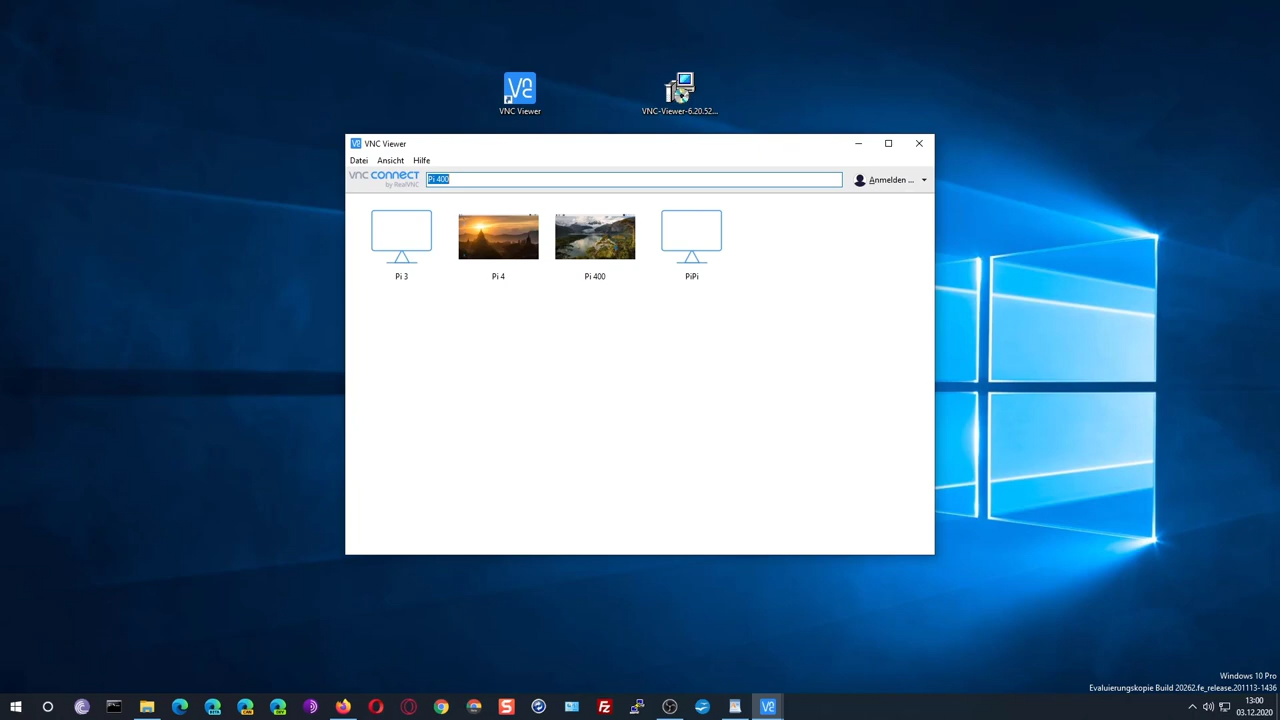 VNC Viewer
VNC-Viewer-6.20.52...
VNC Viewer
Datei Ansicht Hilfe
vnc connect
by RealVNC
Pi 400
Anmelden ...
Pi 3
Pi 4
Pi 400
PiPi
Windows 10 Pro
Evaluierungskopie Build 20262.fe_release.201113-1436
13:00
03.12.2020